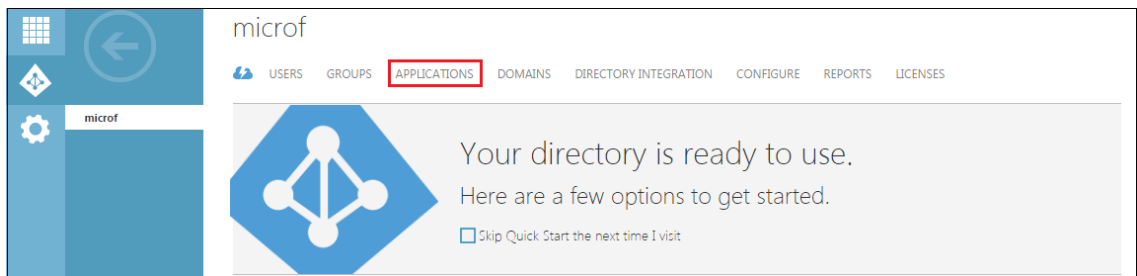 microf
USERS GROUPS APPLICATIONS DOMAINS DIRECTORY INTEGRATION CONFIGURE REPORTS LICENSES
microf
Your directory is ready to use.
Here are a few options to get started.
Skip Quick Start the next time I visit